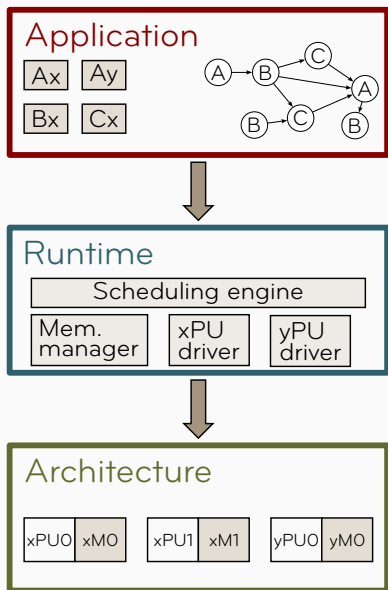 Application
Ax Ay
Bx Cx
A B C A
B C B
Runtime
Scheduling engine
Mem. manager
xPU driver
yPU driver
Architecture
xPU0 xM0 xPU1 xM1 yPU0 yM0